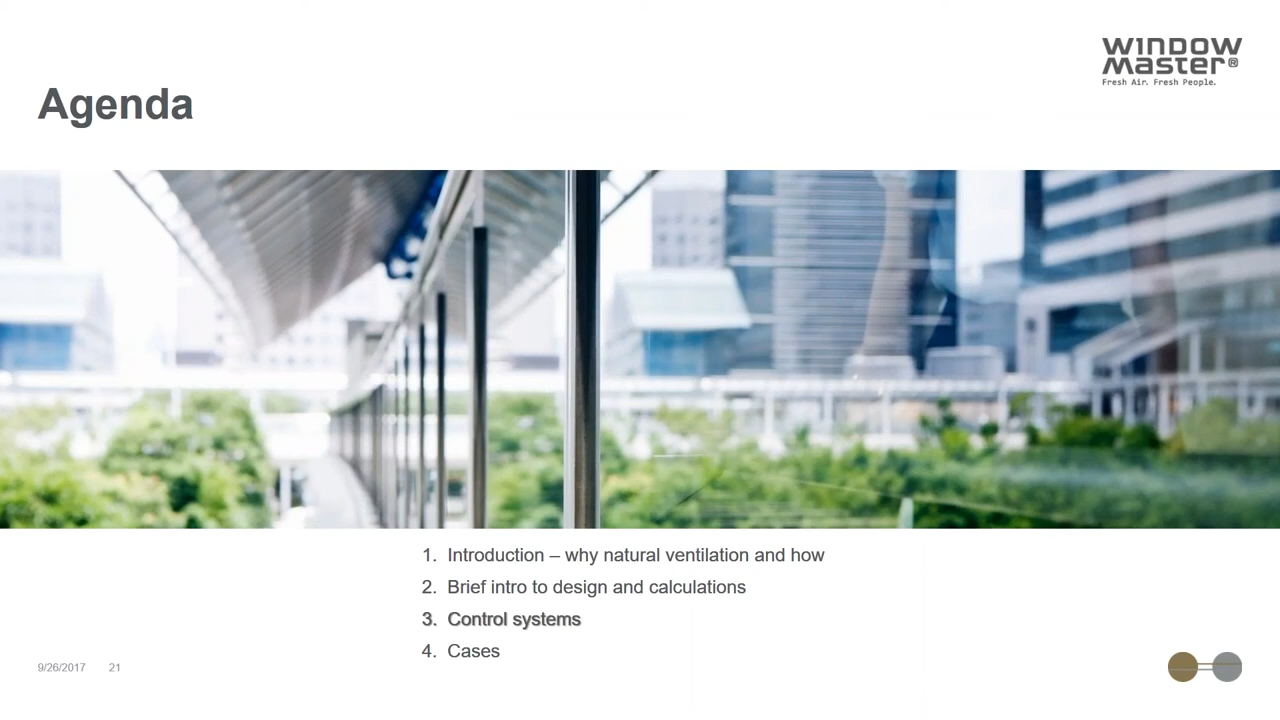 WINDOW
Master®
Fresh Air. Fresh People.
Agenda
1. Introduction – why natural ventilation and how
2. Brief intro to design and calculations
3. Control systems
4. Cases
9/26/2017 21